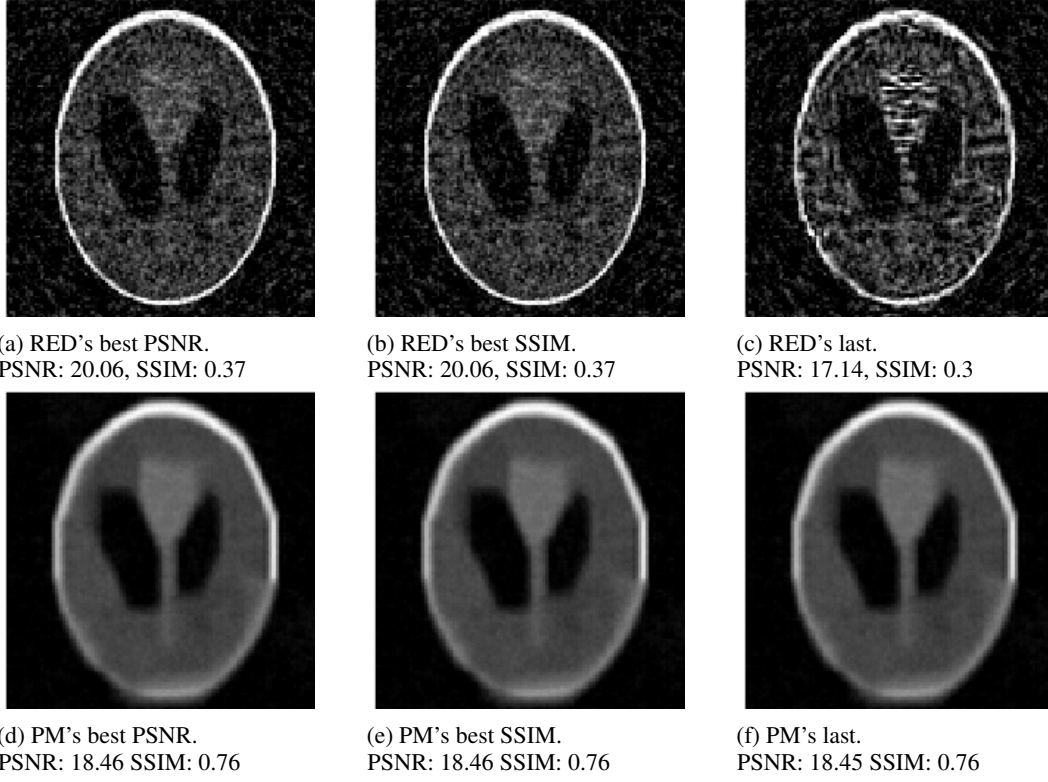 (a) RED's best PSNR.
PSNR: 20.06, SSIM: 0.37
(b) RED's best SSIM.
PSNR: 20.06, SSIM: 0.37
(c) RED's last.
PSNR: 17.14, SSIM: 0.3
(d) PM's best PSNR.
PSNR: 18.46 SSIM: 0.76
(e) PM's best SSIM.
PSNR: 18.46 SSIM: 0.76
(f) PM's last.
PSNR: 18.45 SSIM: 0.76